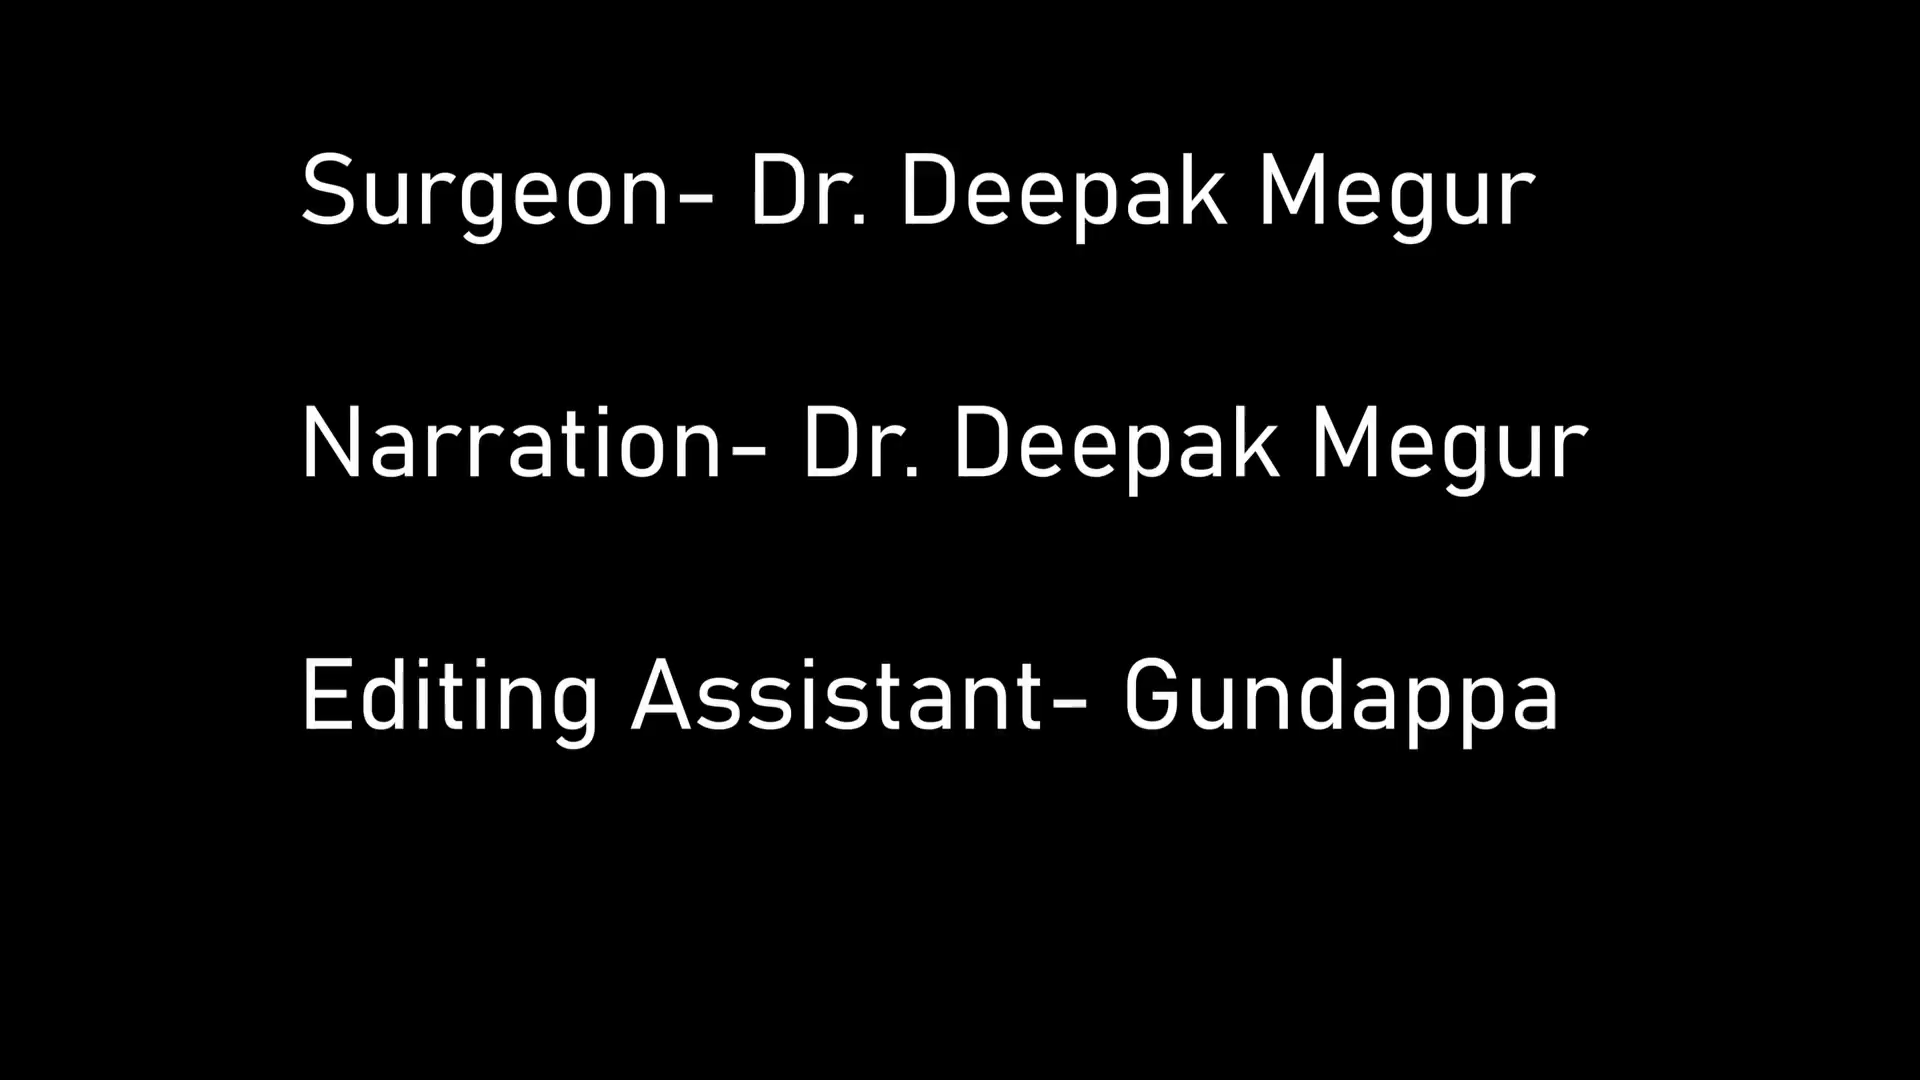 Surgeon- Dr. Deepak Megur
Narration- Dr. Deepak Megur
Editing Assistant- Gundappa